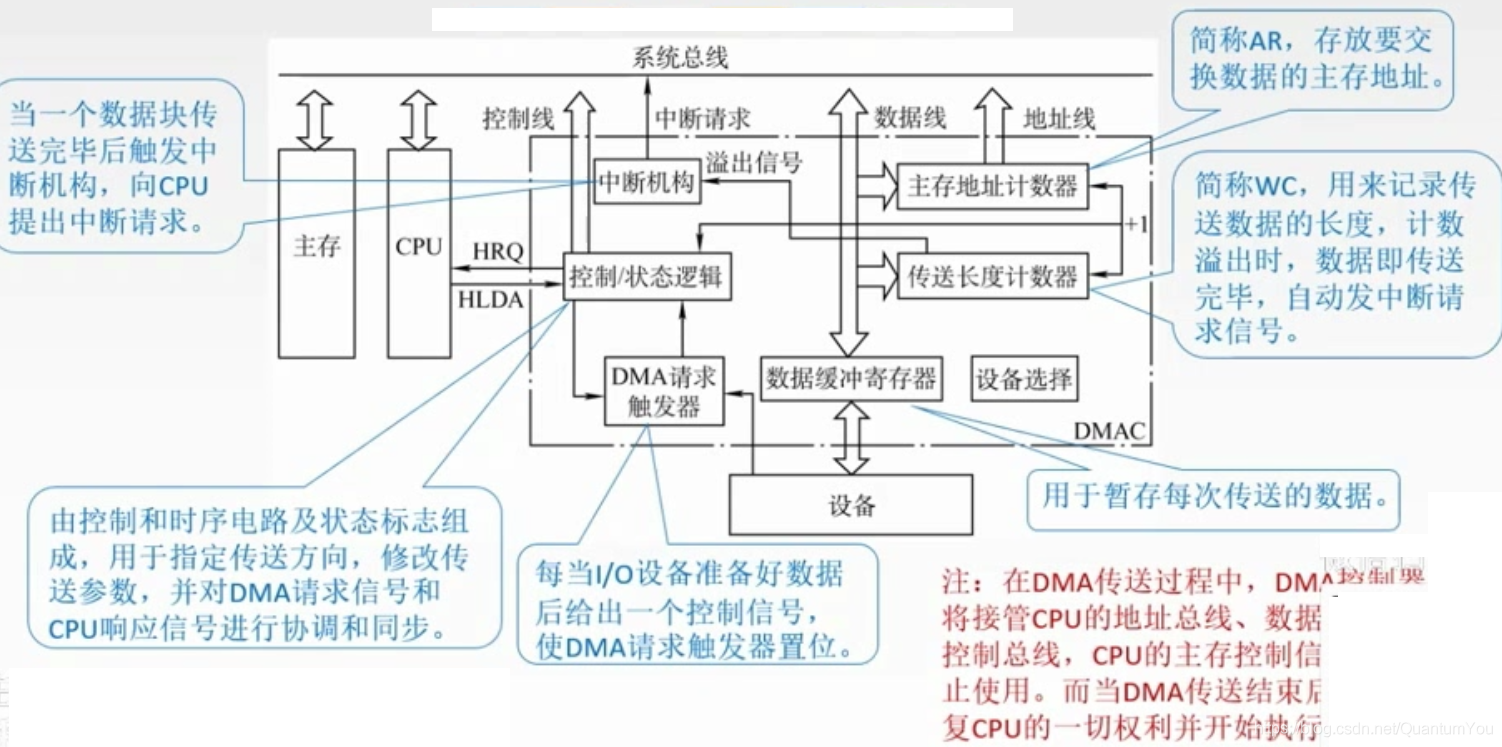 系统总线
简称AR，存放要交
换数据的主存地址。
当一个数据块传
送完毕后触发中
断机构，向CPU
提出中断请求。
控制线
中断请求
数据线
地址线
溢出信号
中断机构
主存地址计数器
简称WC，用来记录传
送数据的长度，计数
溢出时，数据即传送
完毕，自动发中断请
求信号。
+1
主存
CPU
HRQ
HLDA
控制/状态逻辑
传送长度计数器
DMA请求
触发器
数据缓冲寄存器
设备选择
DMAC
设备
用于暂存每次传送的数据。
由控制和时序电路及状态标志组
成，用于指定传送方向，修改传
送参数，并对DMA请求信号和
CPU响应信号进行协调和同步。
每当I/O设备准备好数据
后给出一个控制信号，
使DMA请求触发器置位。
注：在DMA传送过程中，DMA控制器
将接管CPU的地址总线、数据
控制总线，CPU的主存控制信
止使用。而当DMA传送结束后
复CPU的一切权利并开始执行
https://blog.csdn.net/QuantumYou